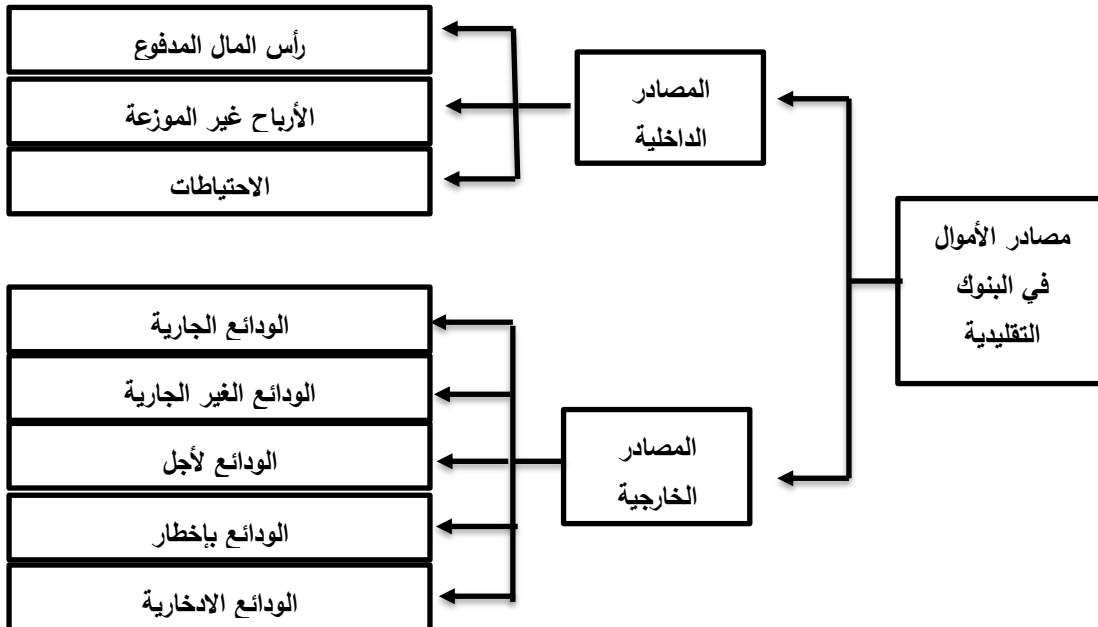 مصادر الأموال
في البنوك
التقليدية
المصادر
الداخلية
رأس المال المدفوع
الأرباح غير الموزعة
الاحتياطات
المصادر
الخارجية
الودائع الجارية
الودائع الغير الجارية
الودائع لأجل
الودائع بإخطار
الودائع الادخارية